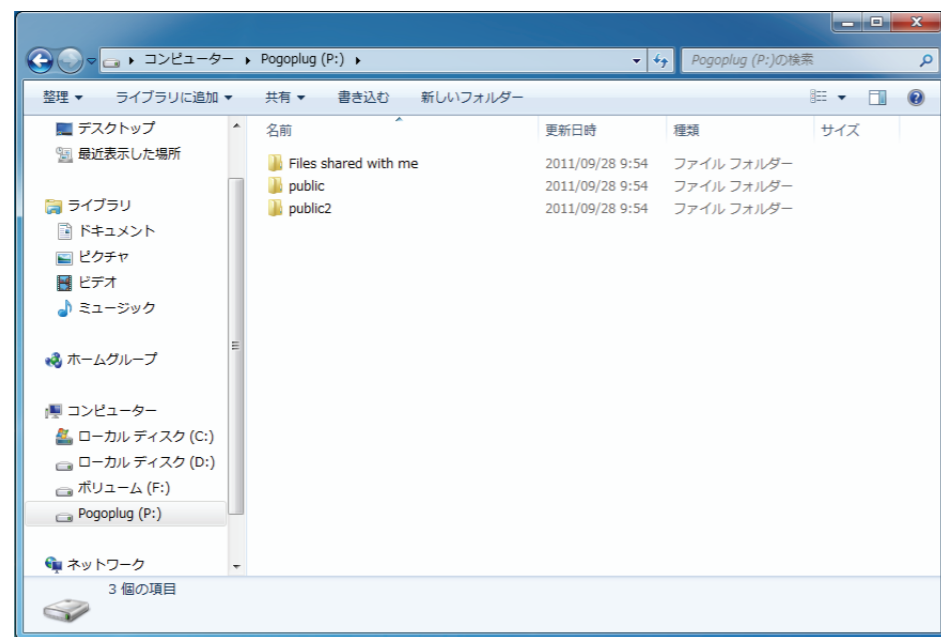 コンピューター Pogoplug (P:) Pogoplug (P:)の検索
整理 ライブラリに追加 共有 書き込む 新しいフォルダー
デスクトップ
最近表示した場所
ライブラリ
ドキュメント
ピクチャ
ビデオ
ミュージック
ホームグループ
コンピューター
ローカル ディスク (C:)
ローカル ディスク (D:)
ボリューム (F:)
Pogoplug (P:)
ネットワーク
名前 更新日時 種類 サイズ
Files shared with me 2011/09/28 9:54 ファイル フォルダー
public 2011/09/28 9:54 ファイル フォルダー
public2 2011/09/28 9:54 ファイル フォルダー
3 個の項目